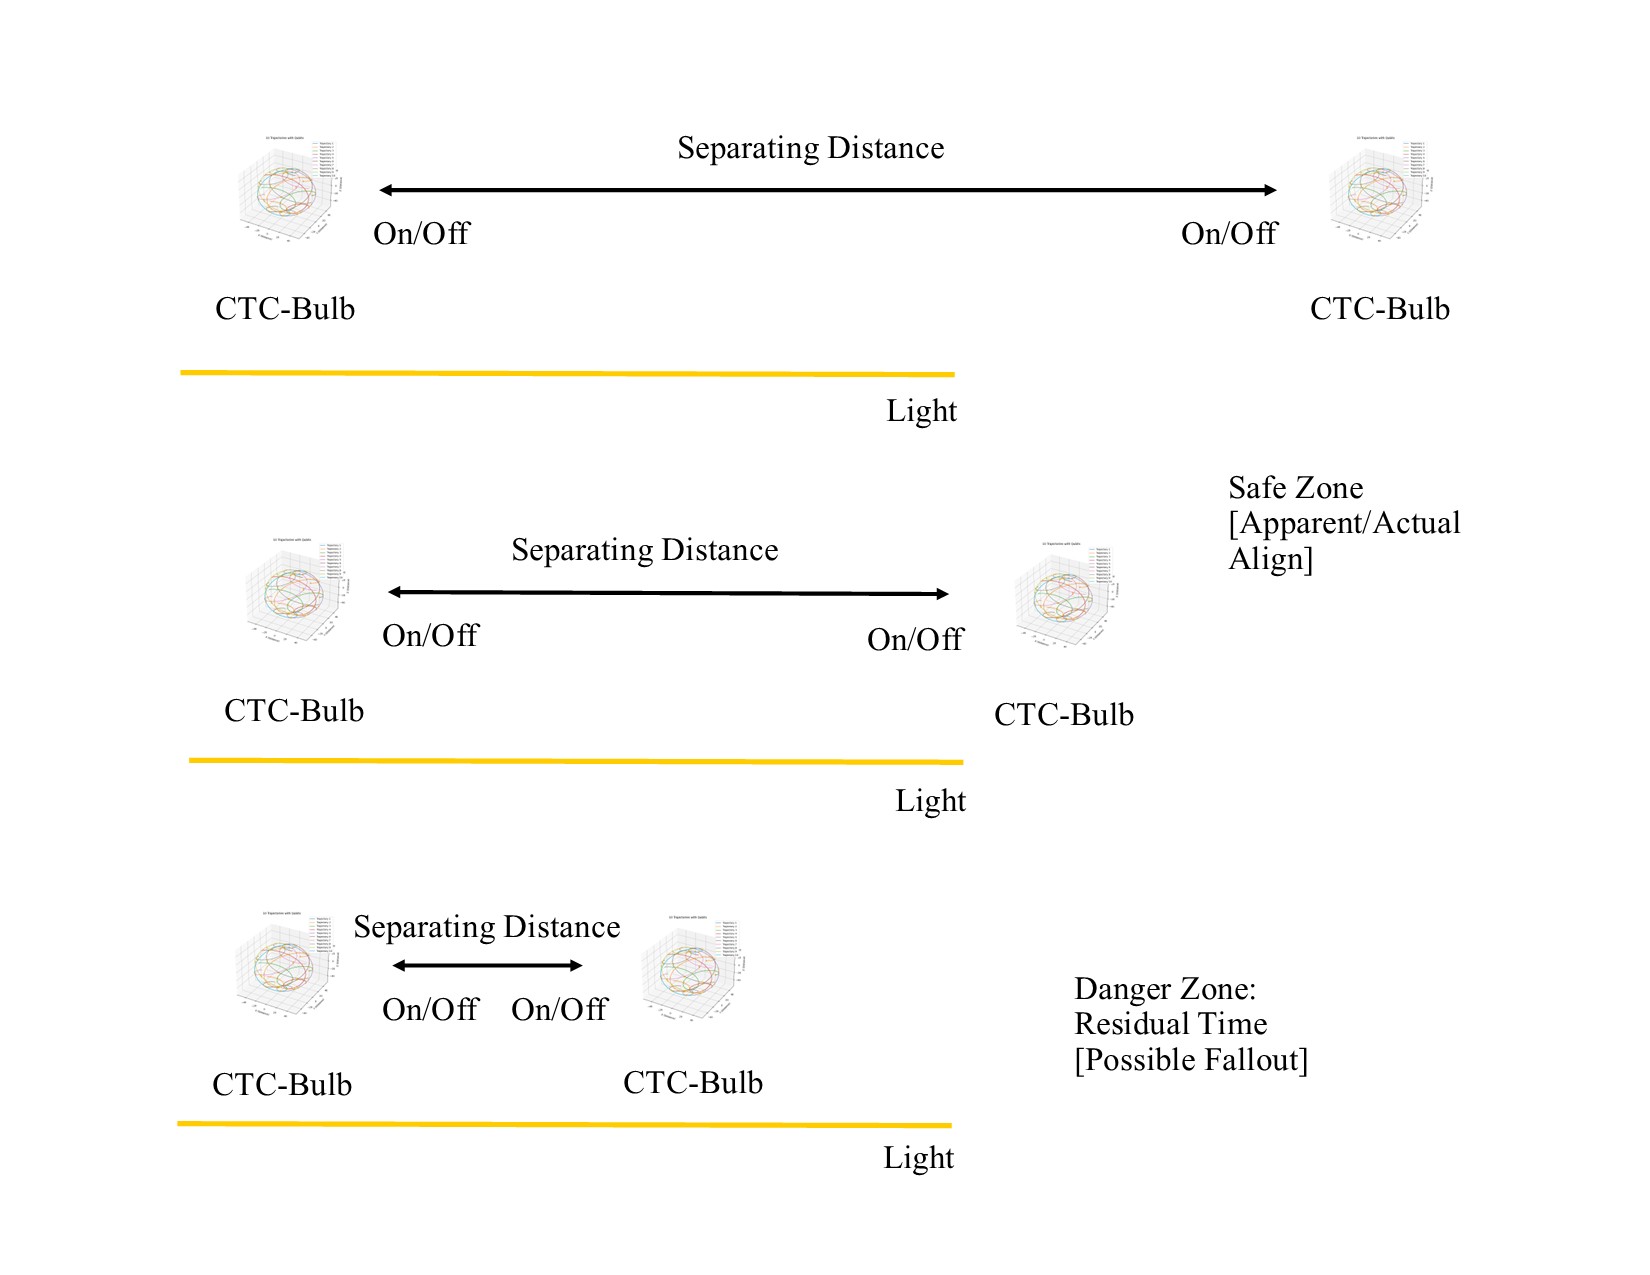 Separating Distance
On/Off
On/Off
CTC-Bulb
CTC-Bulb
Light
Safe Zone
[Apparent/Actual
Align]
Separating Distance
On/Off
On/Off
CTC-Bulb
CTC-Bulb
Light
Separating Distance
On/Off
On/Off
Danger Zone:
Residual Time
[Possible Fallout]
CTC-Bulb
CTC-Bulb
Light